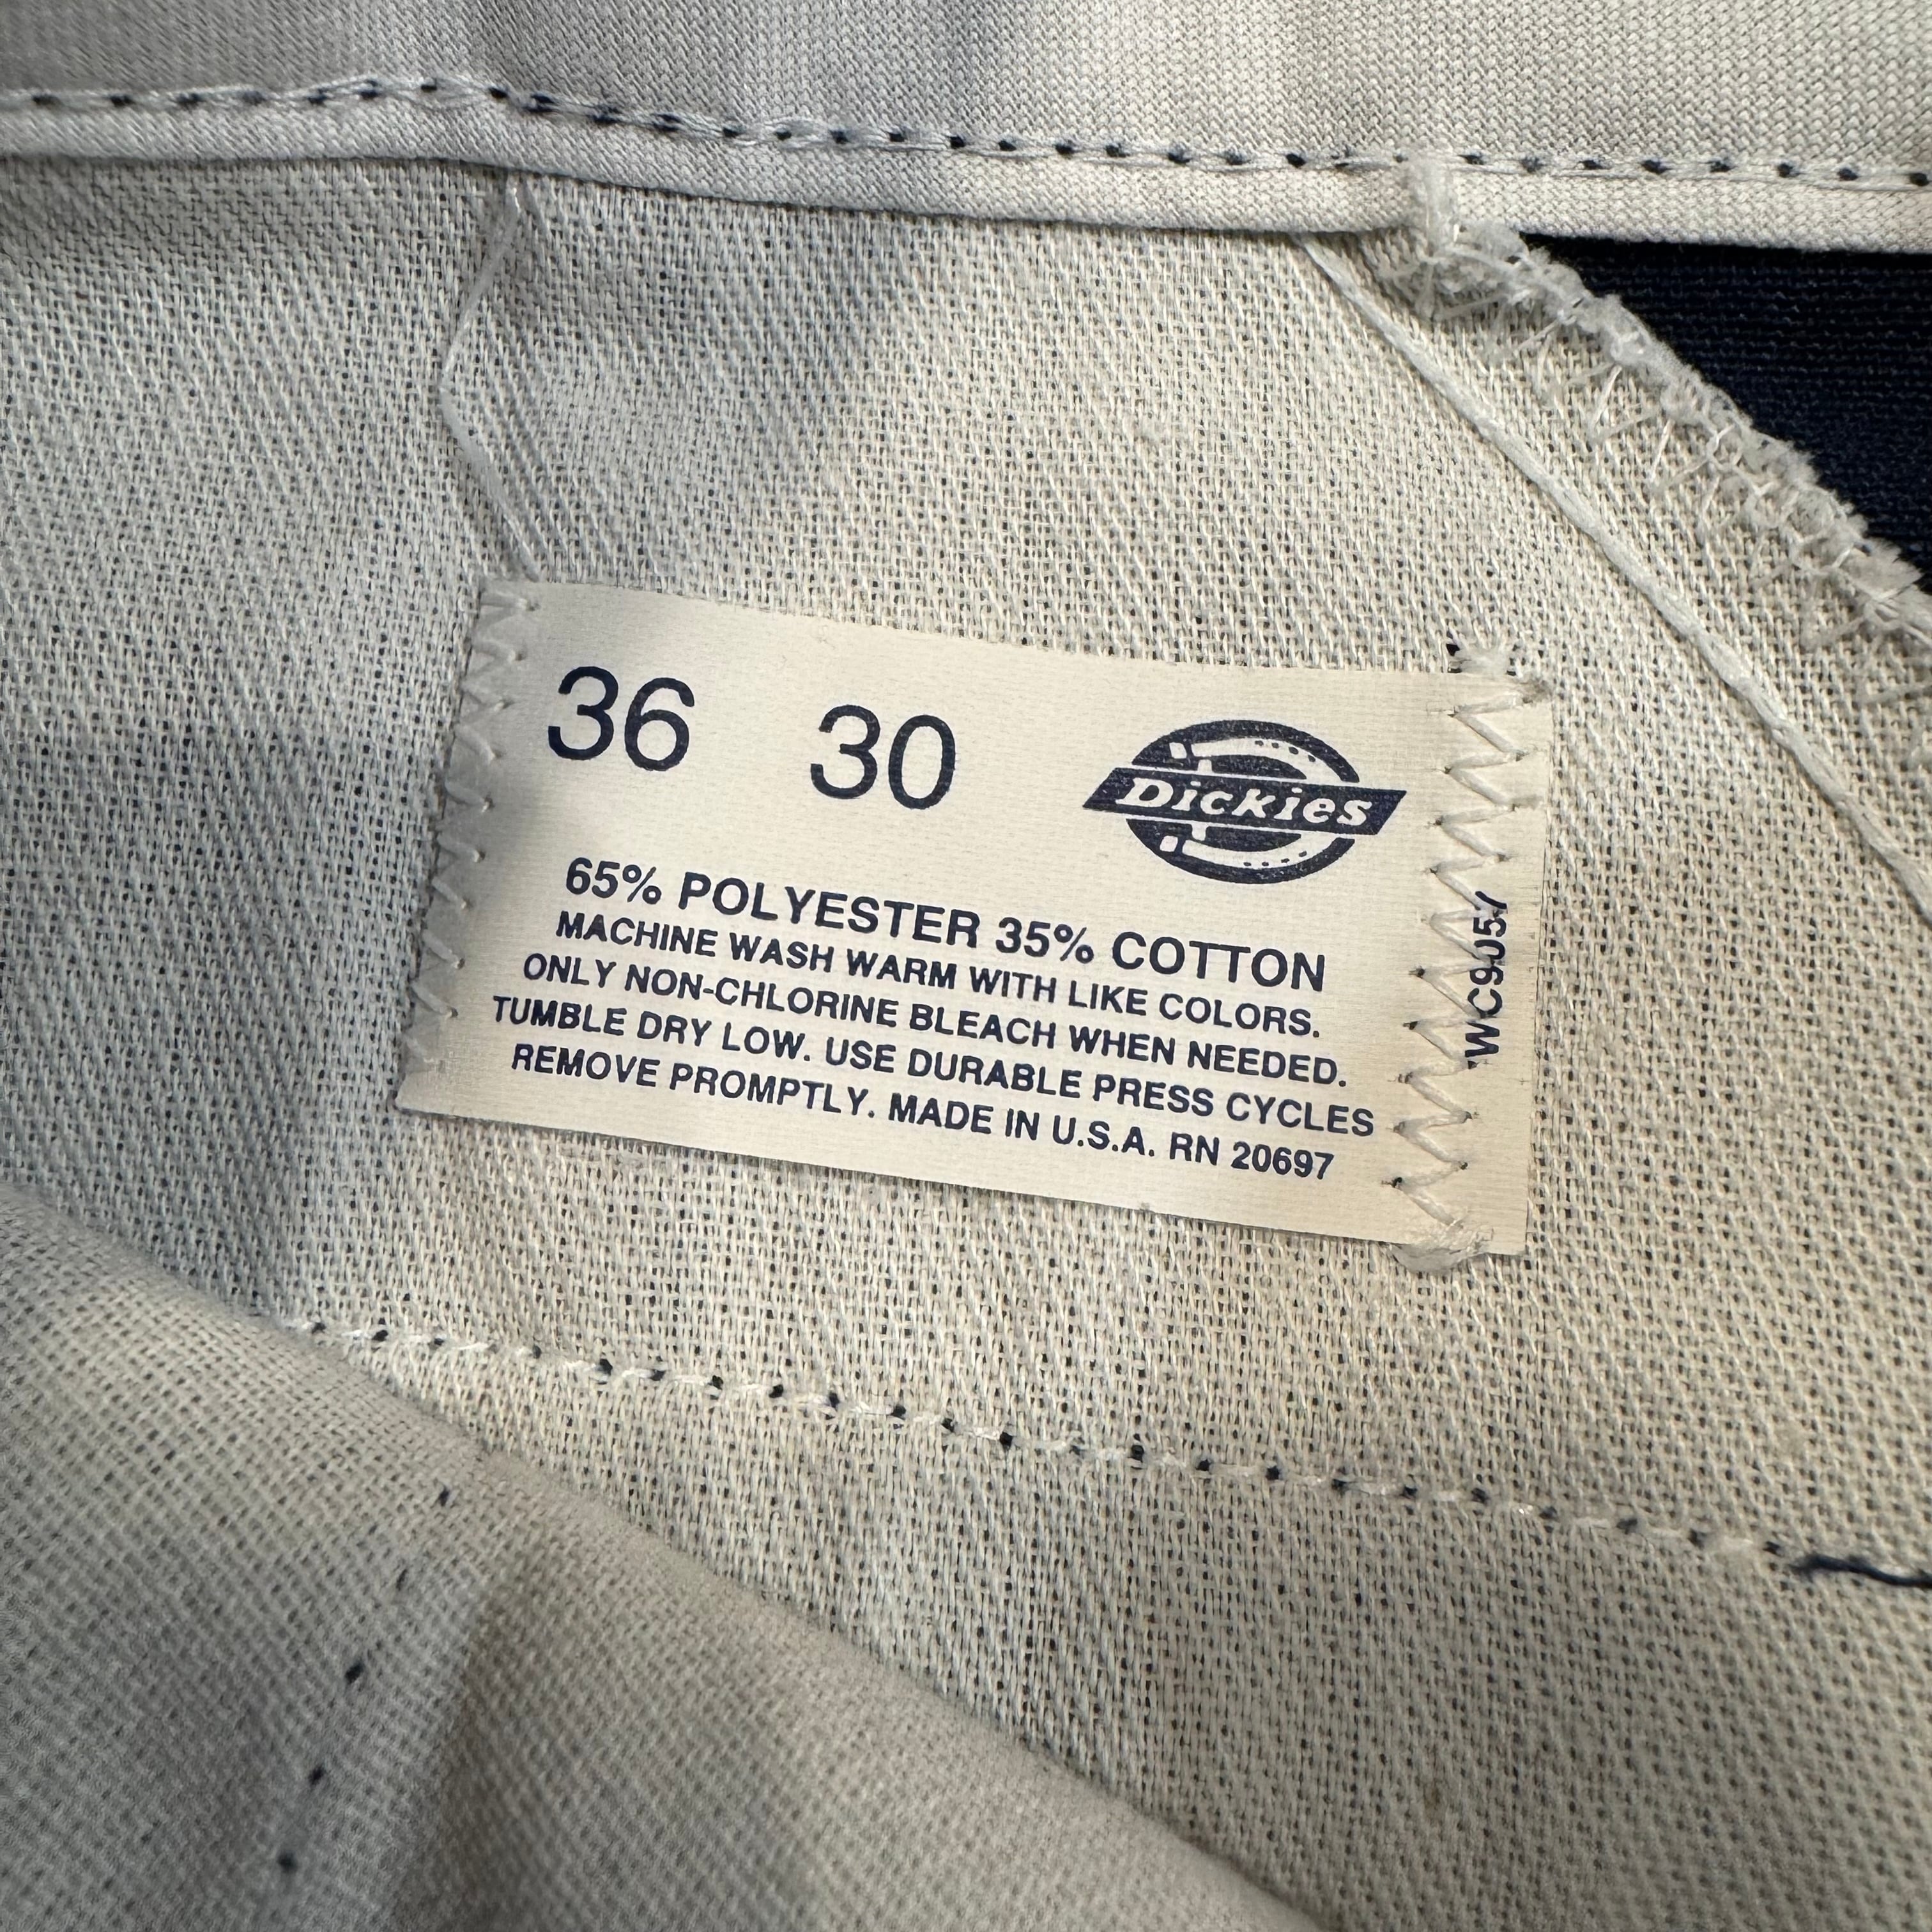 36 30
Dickies
65% POLYESTER 35% COTTON
MACHINE WASH WARM WITH LIKE COLORS.
ONLY NON-CHLORINE BLEACH WHEN NEEDED.
TUMBLE DRY LOW. USE DURABLE PRESS CYCLES
REMOVE PROMPTLY. MADE IN U.S.A. RN 20697
WC9057